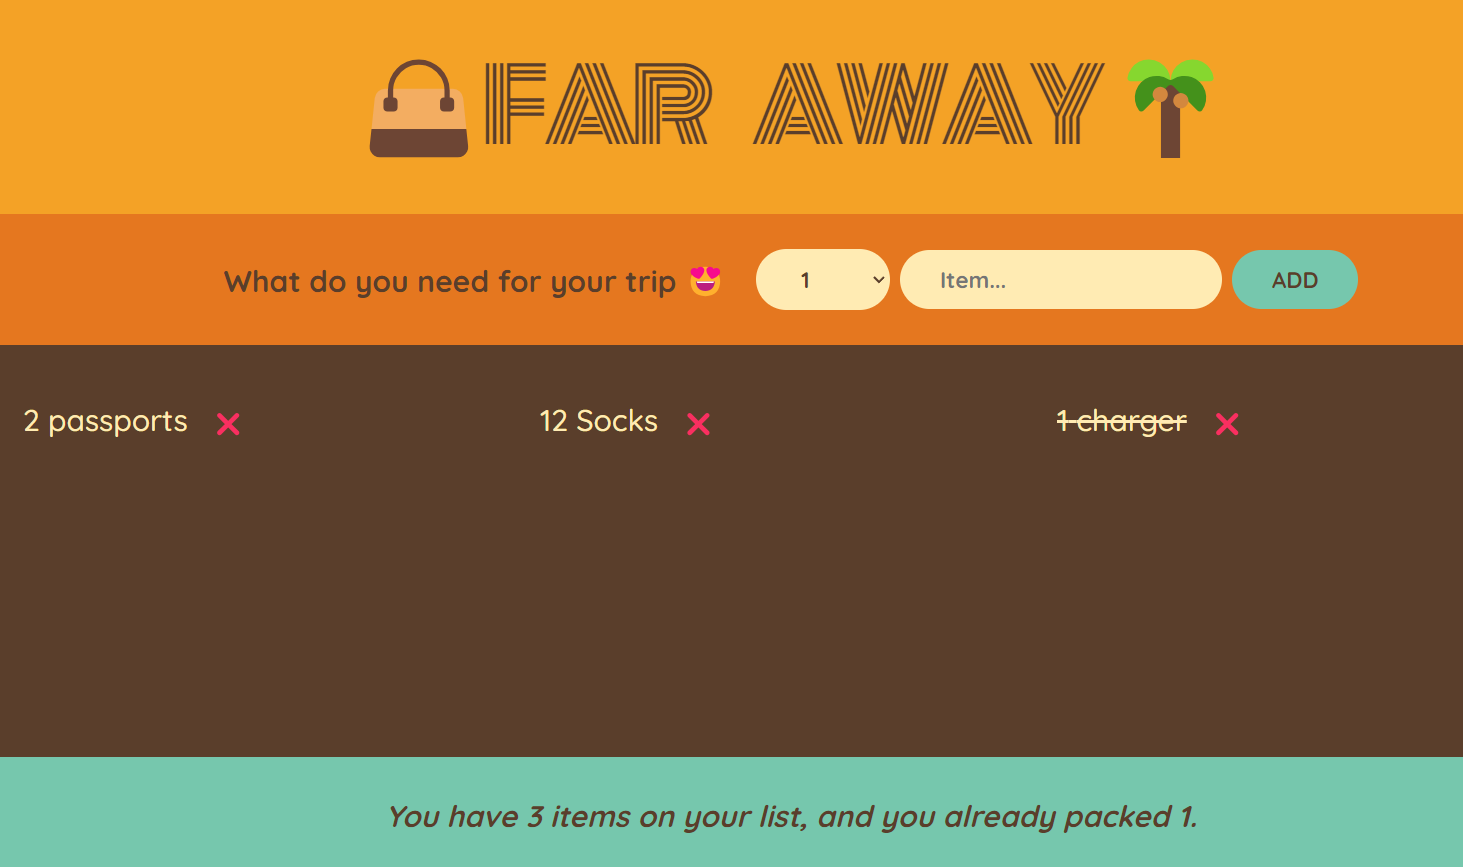 FAR AWAY
What do you need for your trip 😍 1 Item... ADD
2 passports ❌ 12 Socks ❌ 1 charger ❌
You have 3 items on your list, and you already packed 1.